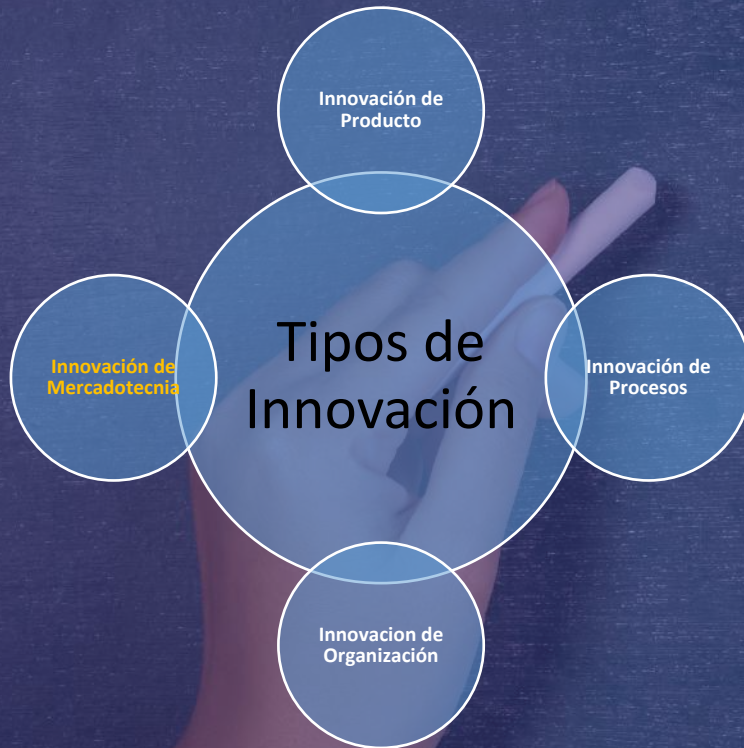 Innovación de
Producto
Tipos de
Innovación
Innovación de
Mercadotecnia
Innovación de
Procesos
Innovacion de
Organización